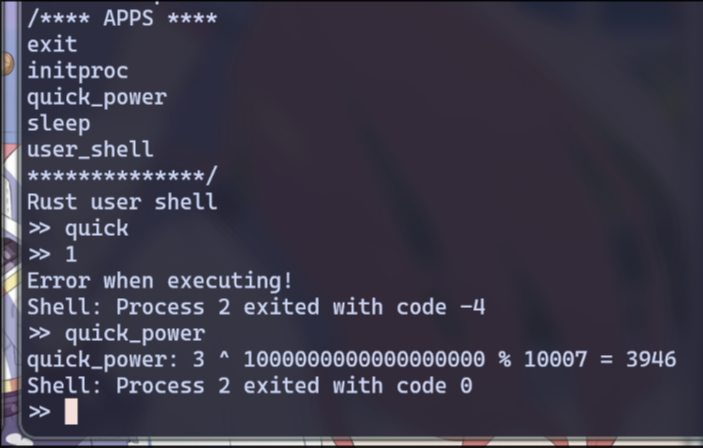 /**** APPS ****
exit
initproc
quick_power
sleep
user_shell
**************/
Rust user shell
>> quick
>> 1
Error when executing!
Shell: Process 2 exited with code -4
>> quick_power
quick_power: 3 ^ 1000000000000000000 % 10007 = 3946
Shell: Process 2 exited with code 0
>>